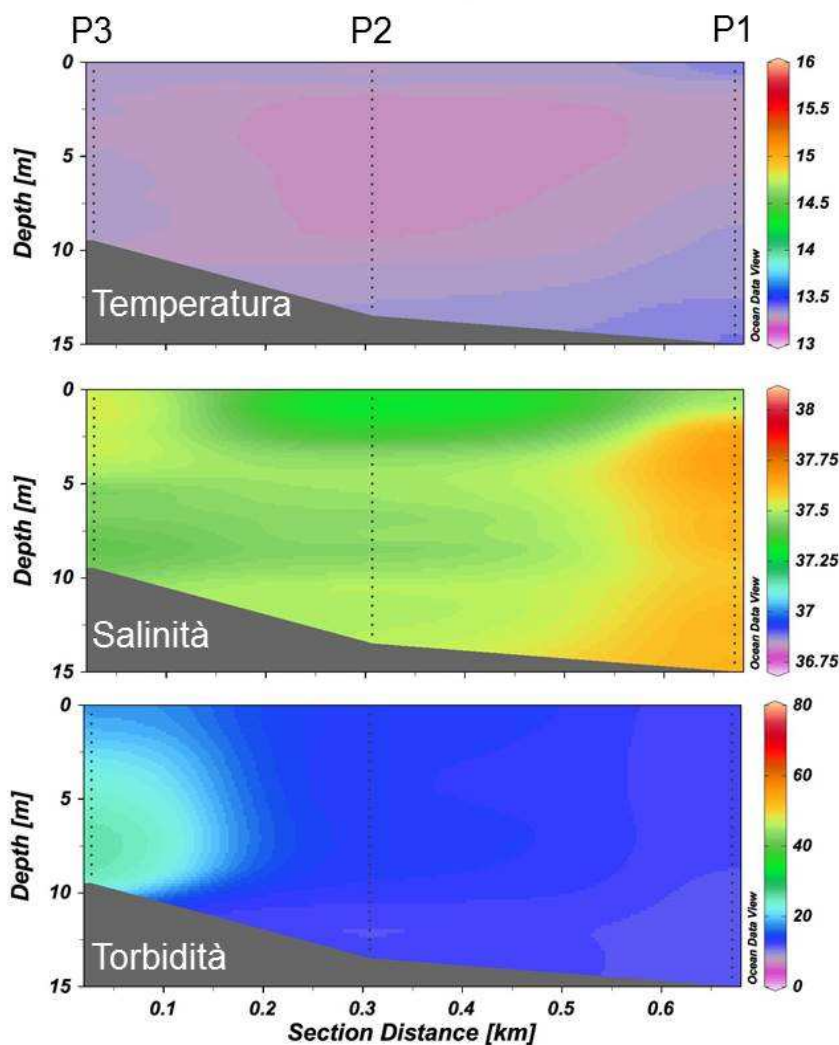 P3 P2 P1
0
5
10
15
Depth [m]
Temperatura
Ocean Data View
16
15.5
15
14.5
14
13.5
13
0
5
10
15
Depth [m]
Salinità
Ocean Data View
38
37.75
37.5
37.25
37
36.75
0
5
10
15
Depth [m]
Torbidità
Ocean Data View
80
60
40
20
0
0.1 0.2 0.3 0.4 0.5 0.6
Section Distance [km]